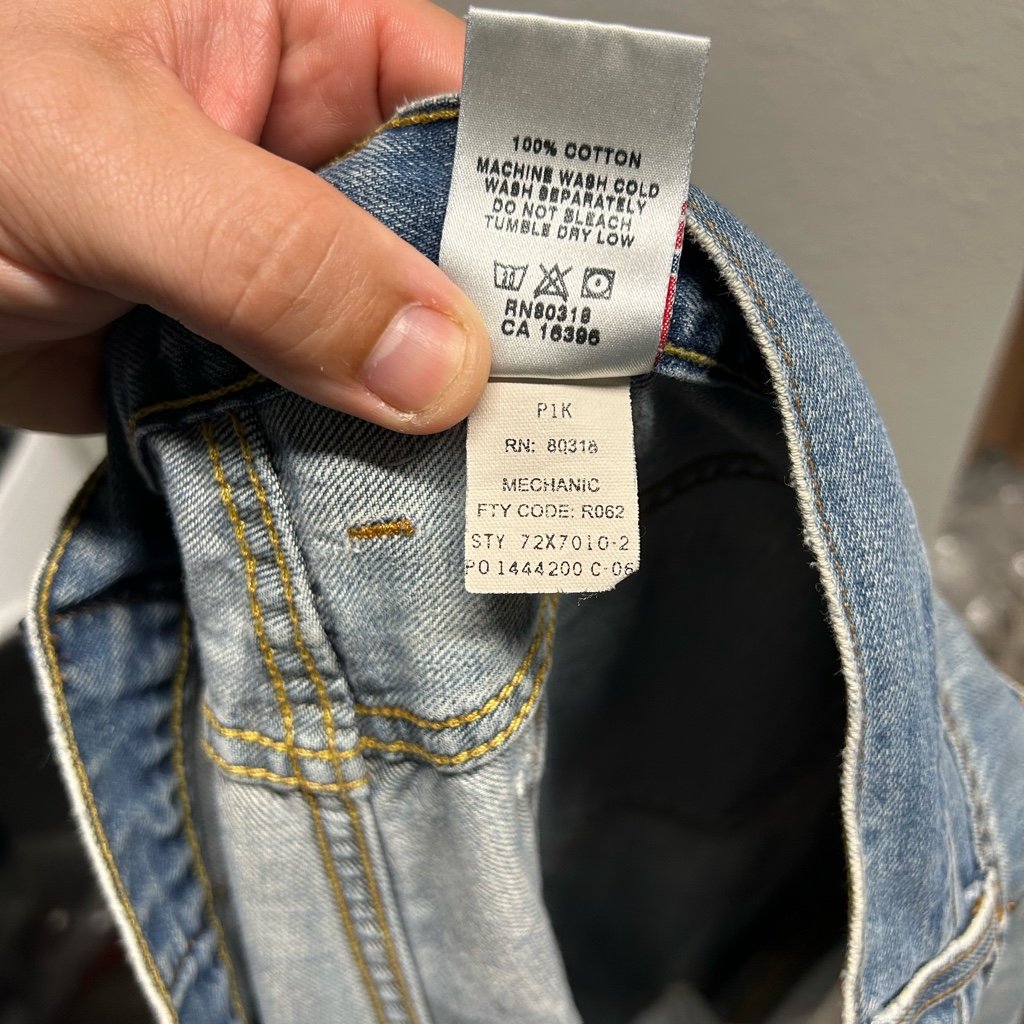 100% COTTON
MACHINE WASH COLD
WASH SEPARATELY
DO NOT BLEACH
TUMBLE DRY LOW
RN80318
CA 16396
P1K
RN: 80318
MECHANIC
FTY CODE: R062
STY 72X7010-2
PO 1444200 C-06